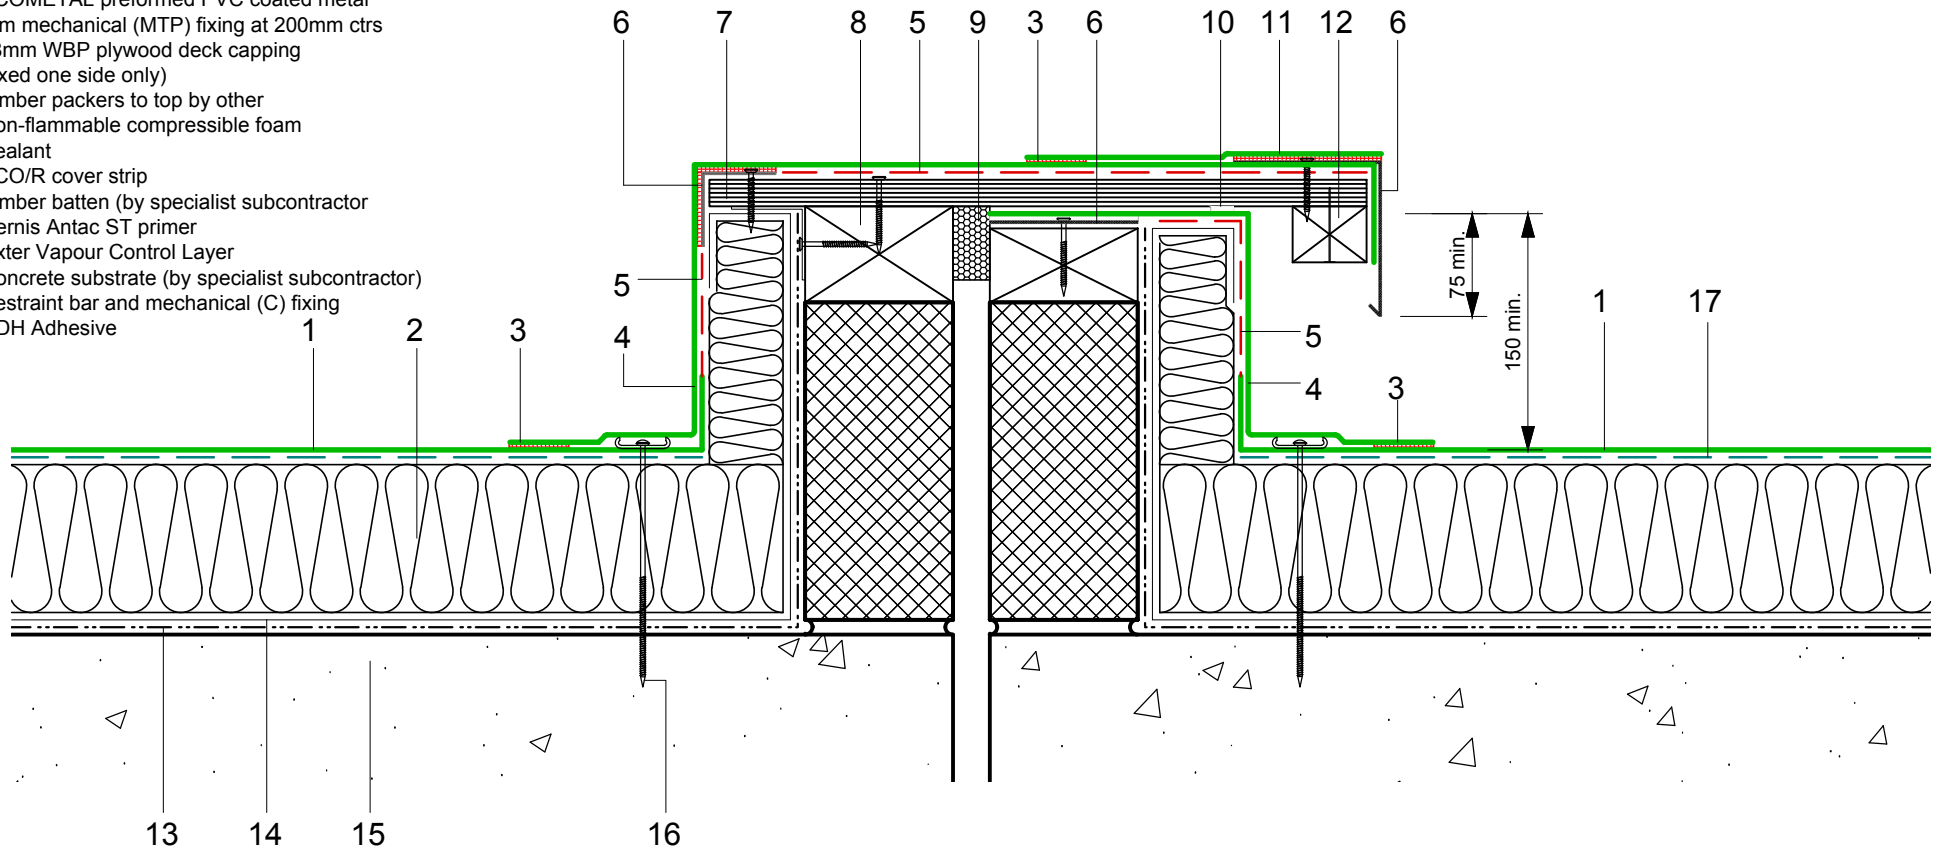 COMETAL preformed PVC coated metal
m mechanical (MTP) fixing at 200mm ctrs
8mm WBP plywood deck capping
xed one side only)
mber packers to top by other
on-flammable compressible foam
ealant
CO/R cover strip
mber batten (by specialist subcontractor
ernis Antac ST primer
xter Vapour Control Layer
oncrete substrate (by specialist subcontractor)
estraint bar and mechanical (C) fixing
DH Adhesive
6 7 8 5 9 3 6 10 11 12 6
5
75 min.
150 min.
1 2 3 4 5 1 17
4 3
13 14 15 16